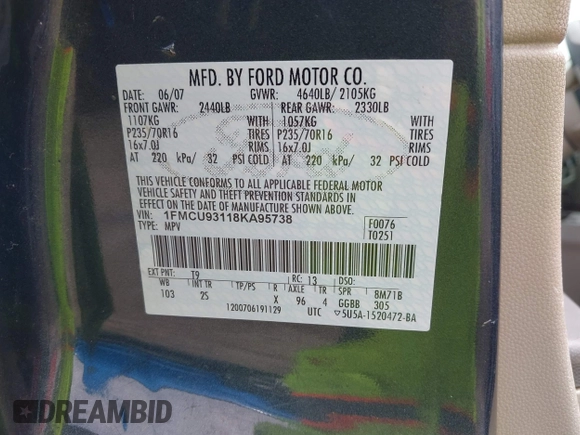 MFD. BY FORD MOTOR CO.
DATE: 06/07 GVWR: 4640LB/ 2105KG
FRONT GAWR: 2440LB REAR GAWR: 2330LB
1107KG WITH 1057KG WITH
P235/70R16 TIRES P235/70R16 TIRES
16x7.0J RIMS 16x7.0J RIMS
AT 220 kPa/ 32 PSI COLD AT 220 kPa/ 32 PSI COLD
THIS VEHICLE CONFORMS TO ALL APPLICABLE FEDERAL MOTOR
VEHICLE SAFETY AND THEFT PREVENTION STANDARDS IN
EFFECT ON THE DATE OF MANUFACTURE SHOWN ABOVE.
VIN: 1FMCU93118KA95738 F0076
TYPE: MPV T0251
EXT PNT: T9 RC: 13 DSO:
WB INT TR TP/PS R AXLE TR SPR 8M71B
103 2S X 96 4 GGBB 305
1200706191129 UTC ▽5U5A-1520472-BA
DREAMBID